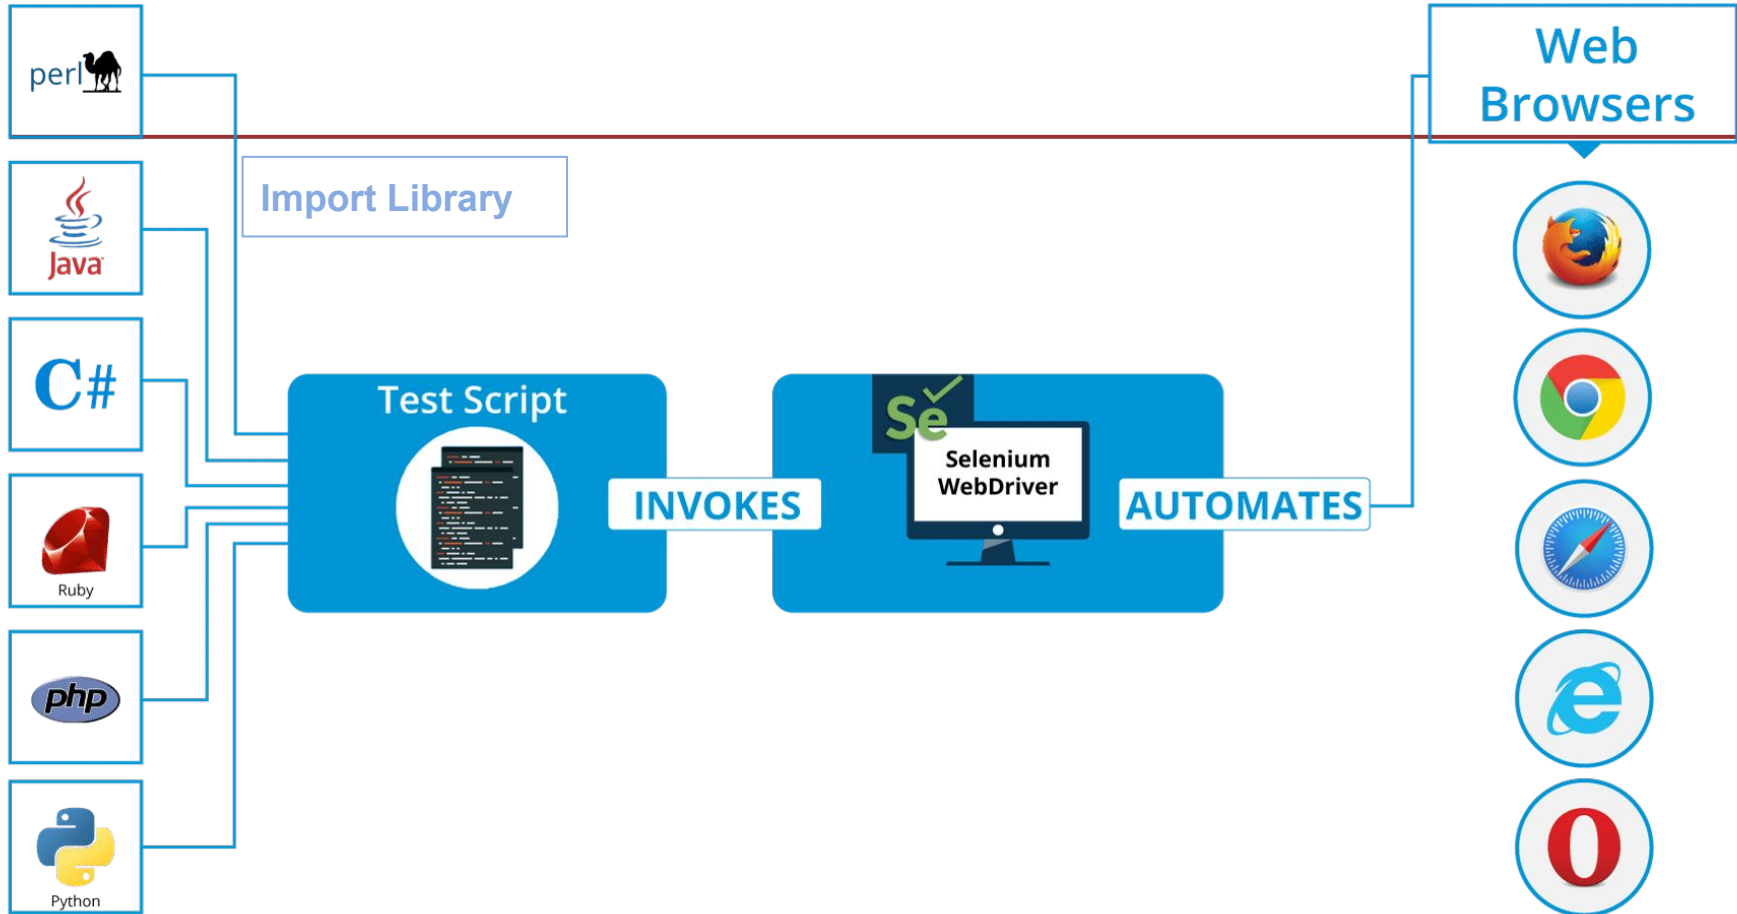 perl
Java
C#
Ruby
php
Python
Import Library
Test Script
INVOKES
Se
Selenium
WebDriver
AUTOMATES
Web
Browsers